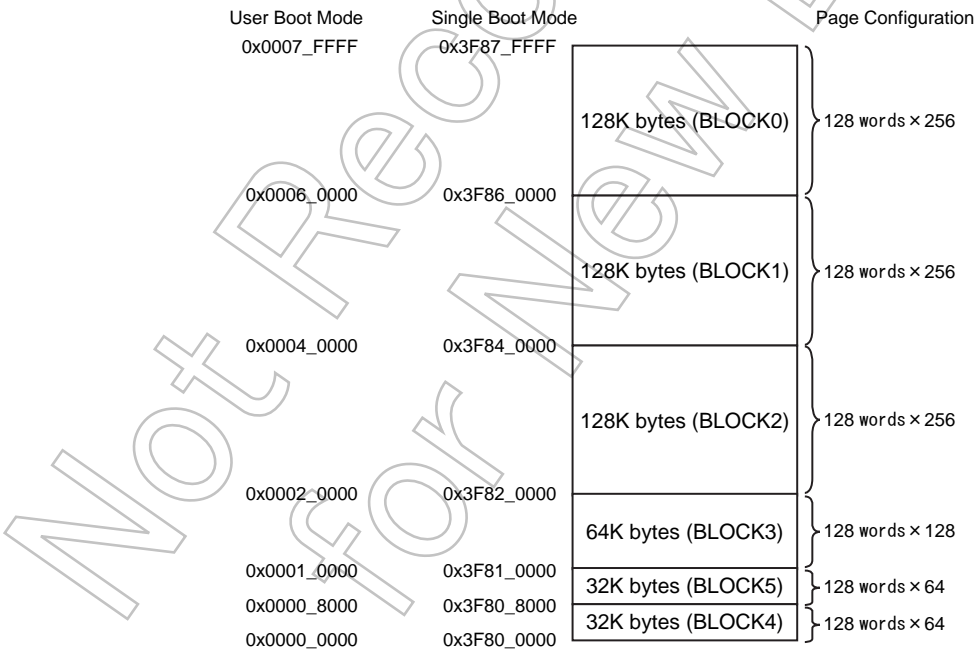 User Boot Mode Single Boot Mode Page Configuration
0x0007_FFFF 0x3F87_FFFF
128K bytes (BLOCK0) 128 words×256
0x0006_0000 0x3F86_0000
128K bytes (BLOCK1) 128 words×256
0x0004_0000 0x3F84_0000
128K bytes (BLOCK2) 128 words×256
0x0002_0000 0x3F82_0000
64K bytes (BLOCK3) 128 words×128
0x0001_0000 0x3F81_0000
32K bytes (BLOCK5) 128 words×64
0x0000_8000 0x3F80_8000
32K bytes (BLOCK4) 128 words×64
0x0000_0000 0x3F80_0000
Not Reco
for New